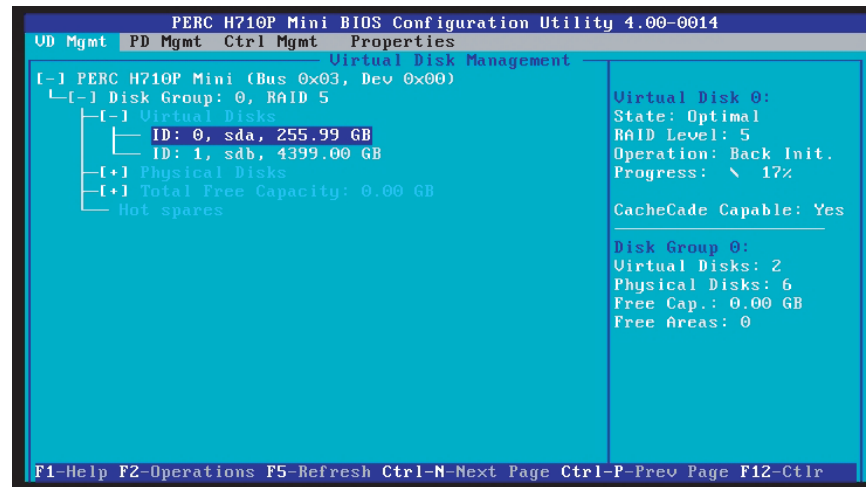 PERC H710P Mini BIOS Configuration Utility 4.00-0014
VD Mgmt PD Mgmt Ctrl Mgmt Properties
Virtual Disk Management
[-] PERC H710P Mini (Bus 0x03, Dev 0x00)
[-] Disk Group: 0, RAID 5
[-] Virtual Disks
ID: 0, sda, 255.99 GB
ID: 1, sdb, 4399.00 GB
[+] Physical Disks
[+] Total Free Capacity: 0.00 GB
Hot spares
Virtual Disk 0:
State: Optimal
RAID Level: 5
Operation: Back Init.
Progress: \ 17%
CacheCade Capable: Yes
Disk Group 0:
Virtual Disks: 2
Physical Disks: 6
Free Cap.: 0.00 GB
Free Areas: 0
F1-Help F2-Operations F5-Refresh Ctrl-N-Next Page Ctrl-P-Prev Page F12-Ctlr